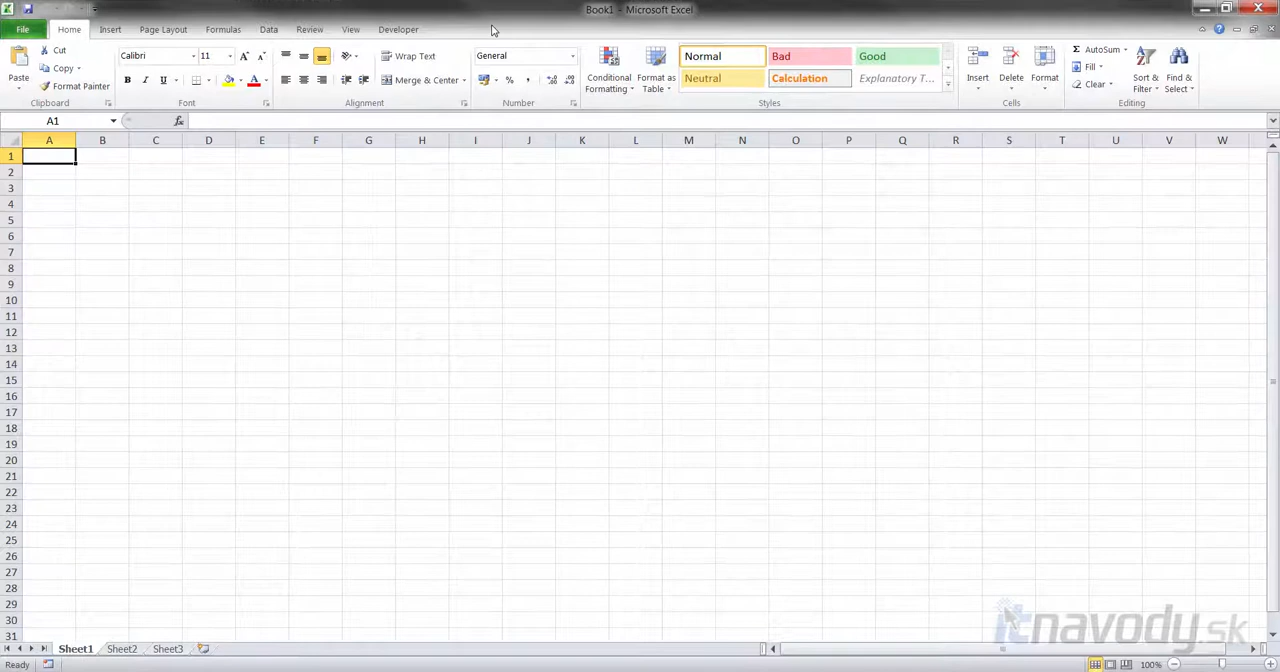 Book1 - Microsoft Excel
File Home Insert Page Layout Formulas Data Review View Developer
Paste
Cut
Copy
Format Painter
Clipboard
Calibri 11
B I U
Font
Wrap Text
Merge & Center
Alignment
General
%
Number
Conditional Formatting
Format as Table
Normal Bad Good
Neutral Calculation Explanatory T...
Styles
Insert Delete Format
Cells
AutoSum
Fill
Clear
Sort & Filter
Find & Select
Editing
A1 fx
A B C D E F G H I J K L M N O P Q R S T U V W
1
2
3
4
5
6
7
8
9
10
11
12
13
14
15
16
17
18
19
20
21
22
23
24
25
26
27
28
29
30
31
itnavody.sk
Sheet1 Sheet2 Sheet3
Ready 100%